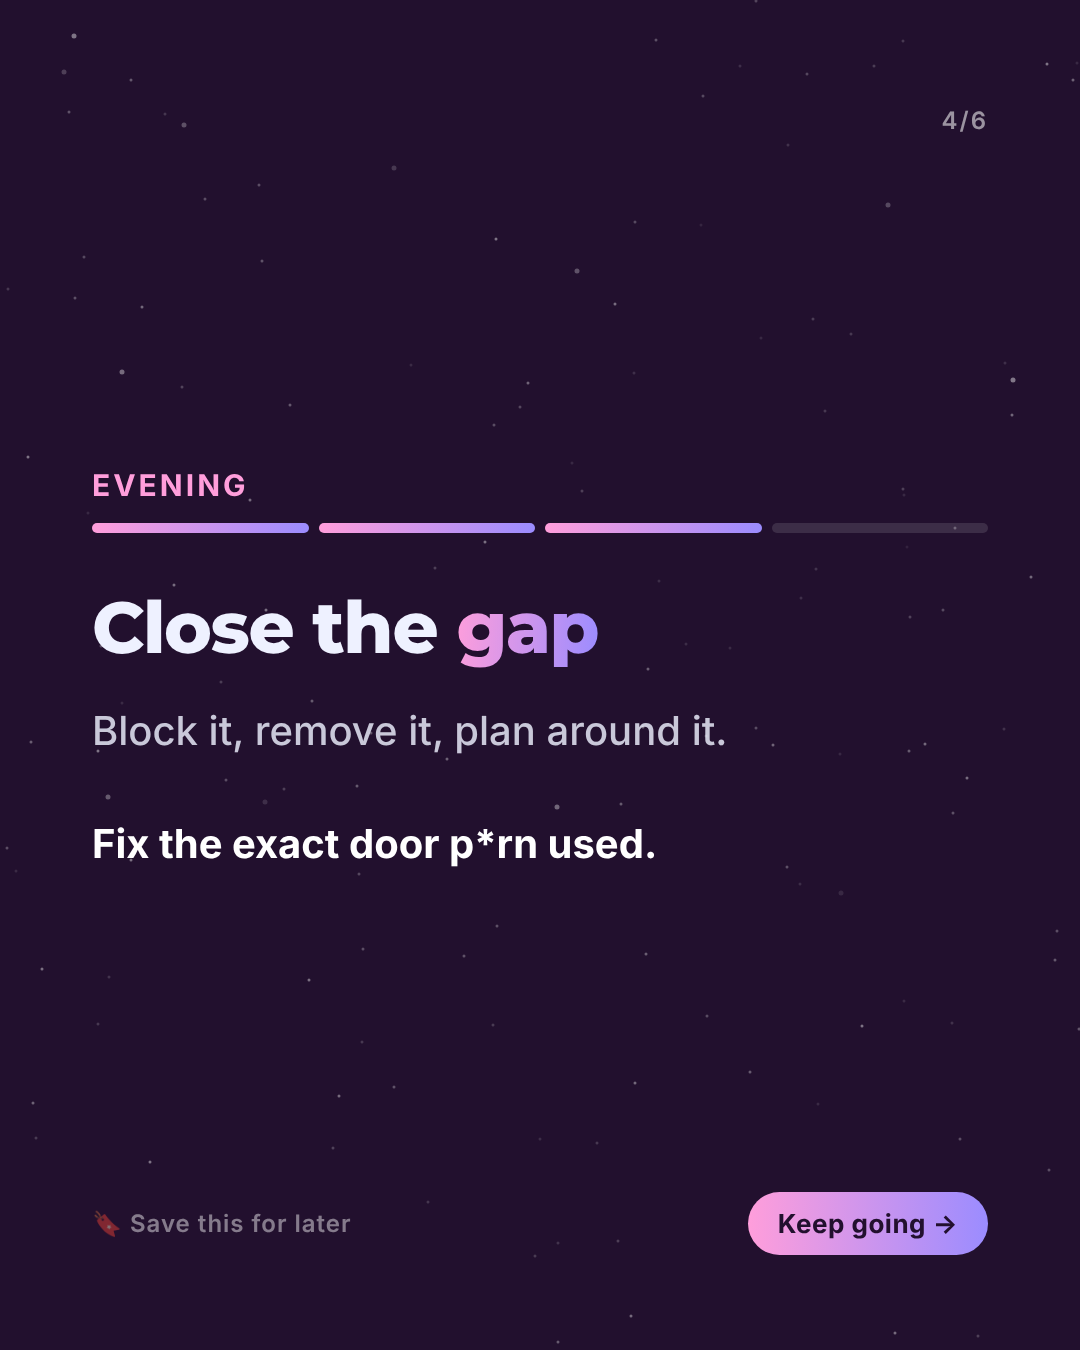 4/6
EVENING
Close the gap
Block it, remove it, plan around it.
Fix the exact door p*rn used.
🔖 Save this for later
Keep going →